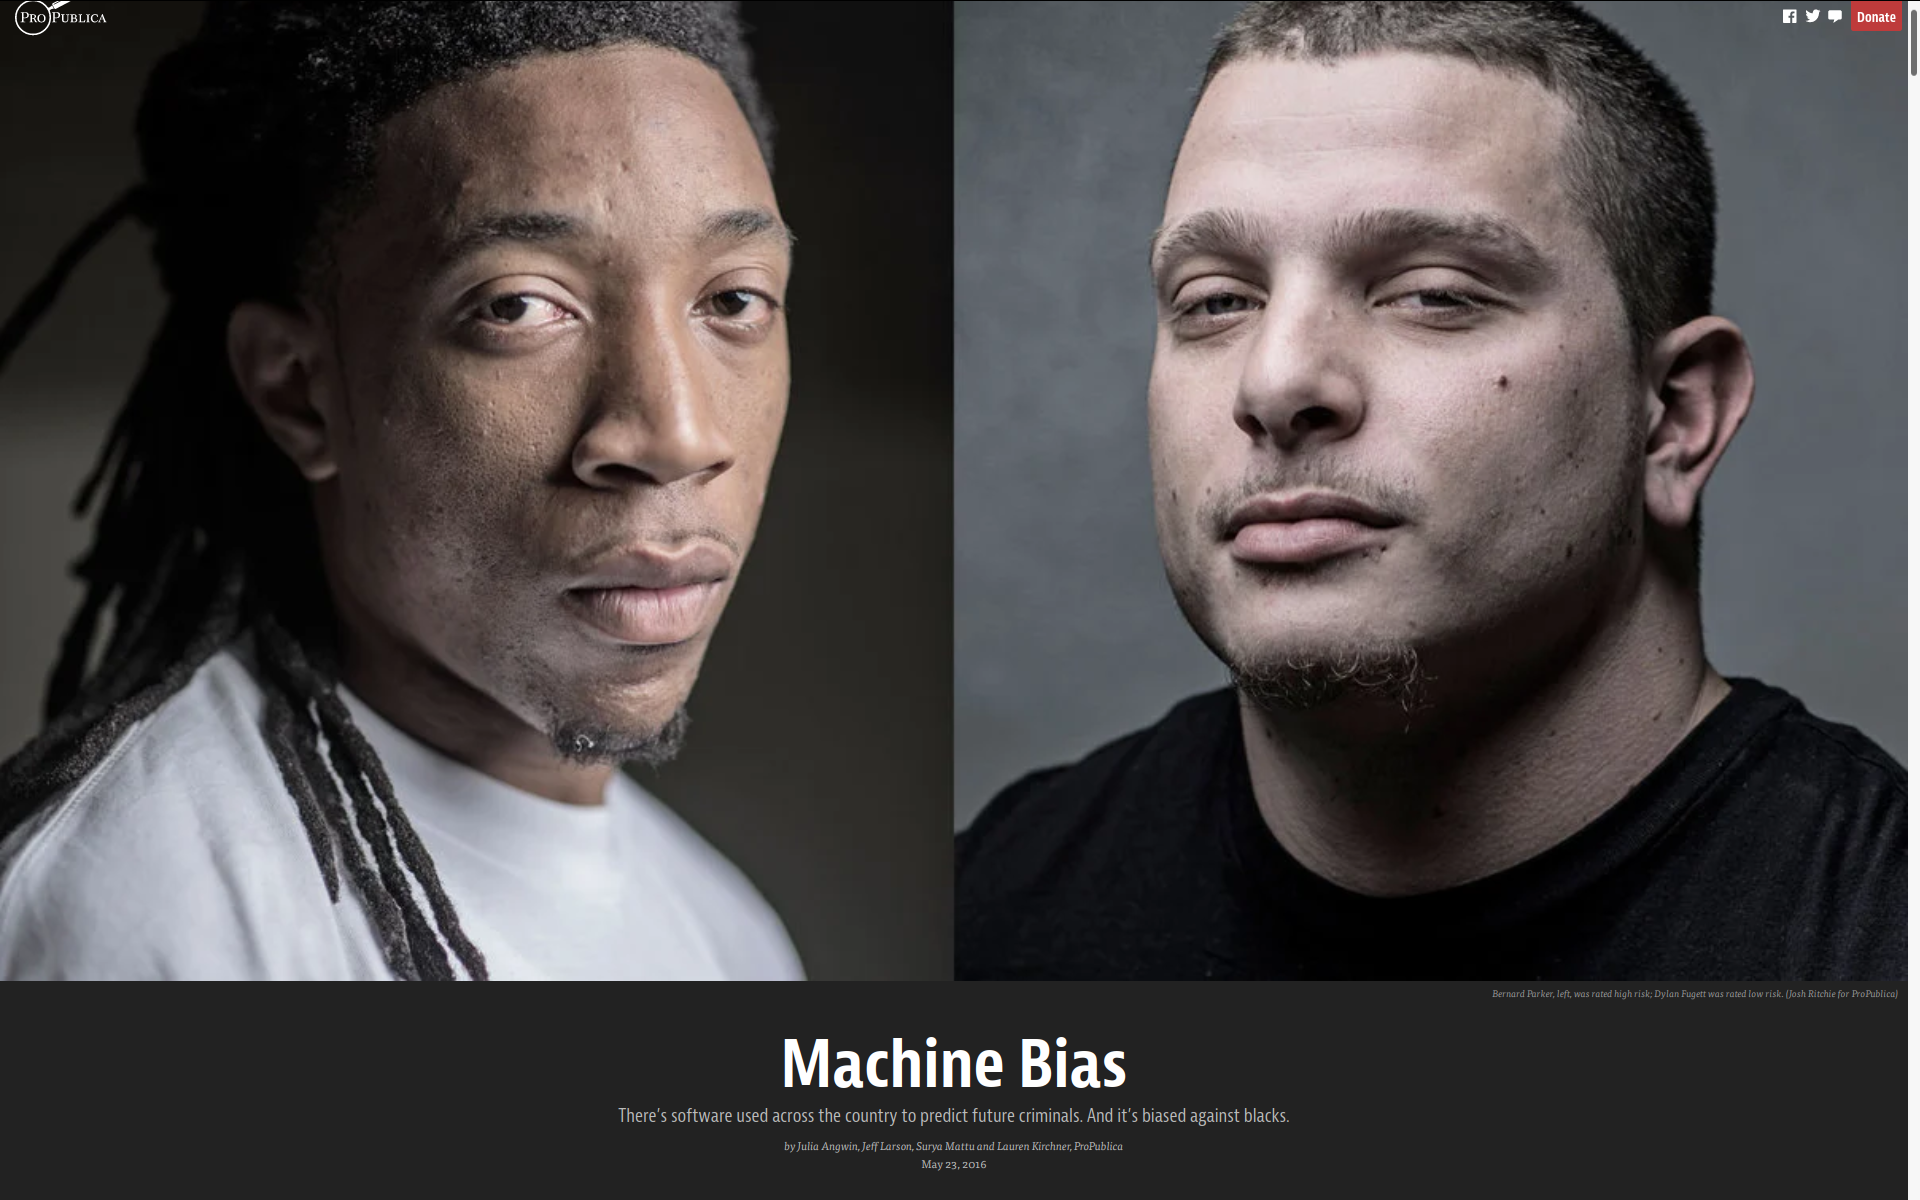 PROPUBLICA
Donate
Bernard Parker, left, was rated high risk; Dylan Fugett was rated low risk. (Josh Ritchie for ProPublica)
Machine Bias
There’s software used across the country to predict future criminals. And it’s biased against blacks.
by Julia Angwin, Jeff Larson, Surya Mattu and Lauren Kirchner, ProPublica
May 23, 2016